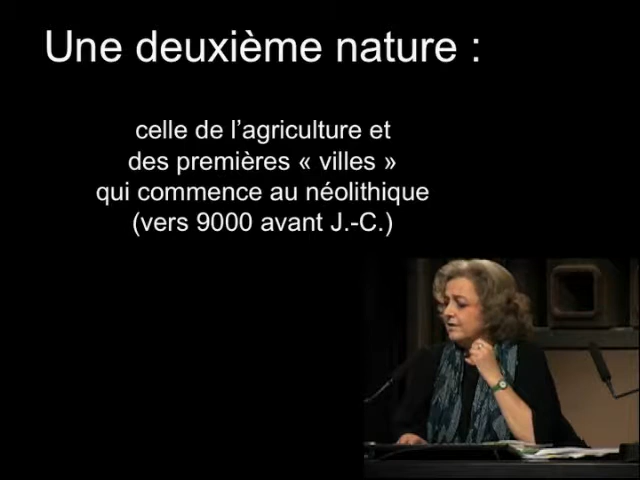 Une deuxième nature :
celle de l’agriculture et
des premières « villes »
qui commence au néolithique
(vers 9000 avant J.-C.)